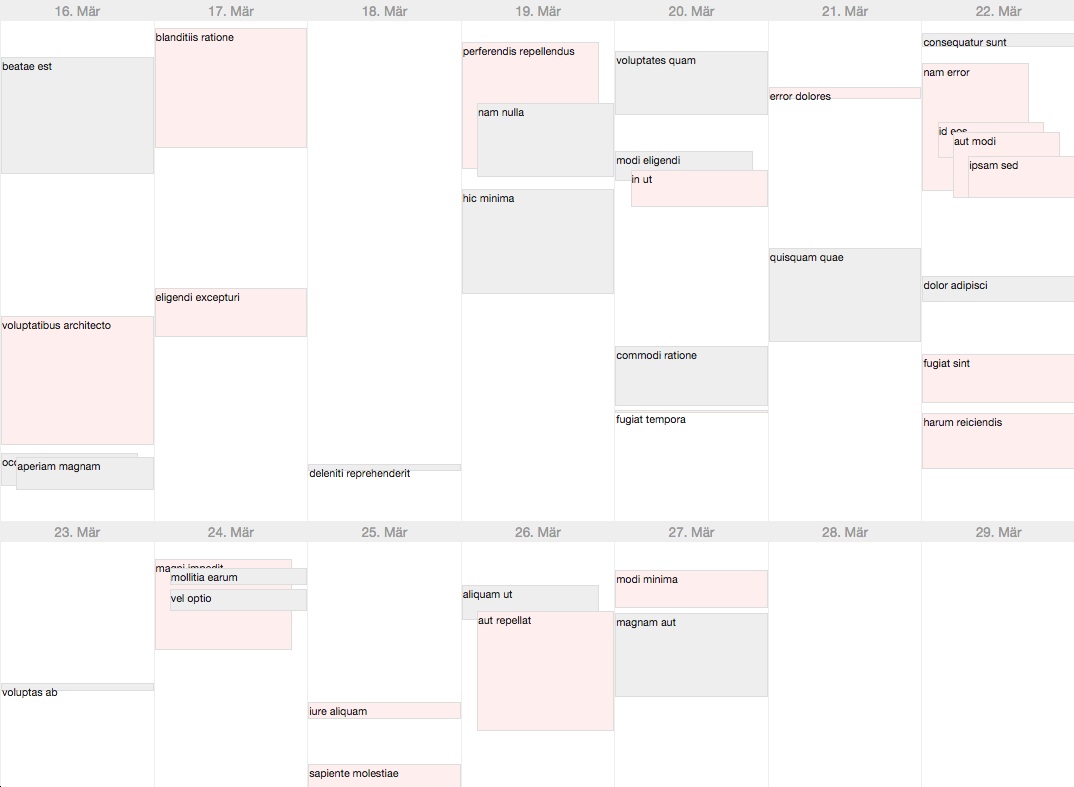 16. Mär
17. Mär
18. Mär
19. Mär
20. Mär
21. Mär
22. Mär
beatae est
voluptatibus architecto
aperiam magnam
blanditiis ratione
eligendi excepturi
deleniti reprehenderit
perferendis repellendus
nam nulla
hic minima
voluptates quam
modi eligendi
in ut
commodi ratione
fugiat tempora
error dolores
quisquam quae
consequatur sunt
nam error
id eos
aut modi
ipsam sed
dolor adipisci
fugiat sint
harum reiciendis
23. Mär
24. Mär
25. Mär
26. Mär
27. Mär
28. Mär
29. Mär
voluptas ab
magni impedit
mollitia earum
vel optio
iure aliquam
sapiente molestiae
aliquam ut
aut repellat
modi minima
magnam aut